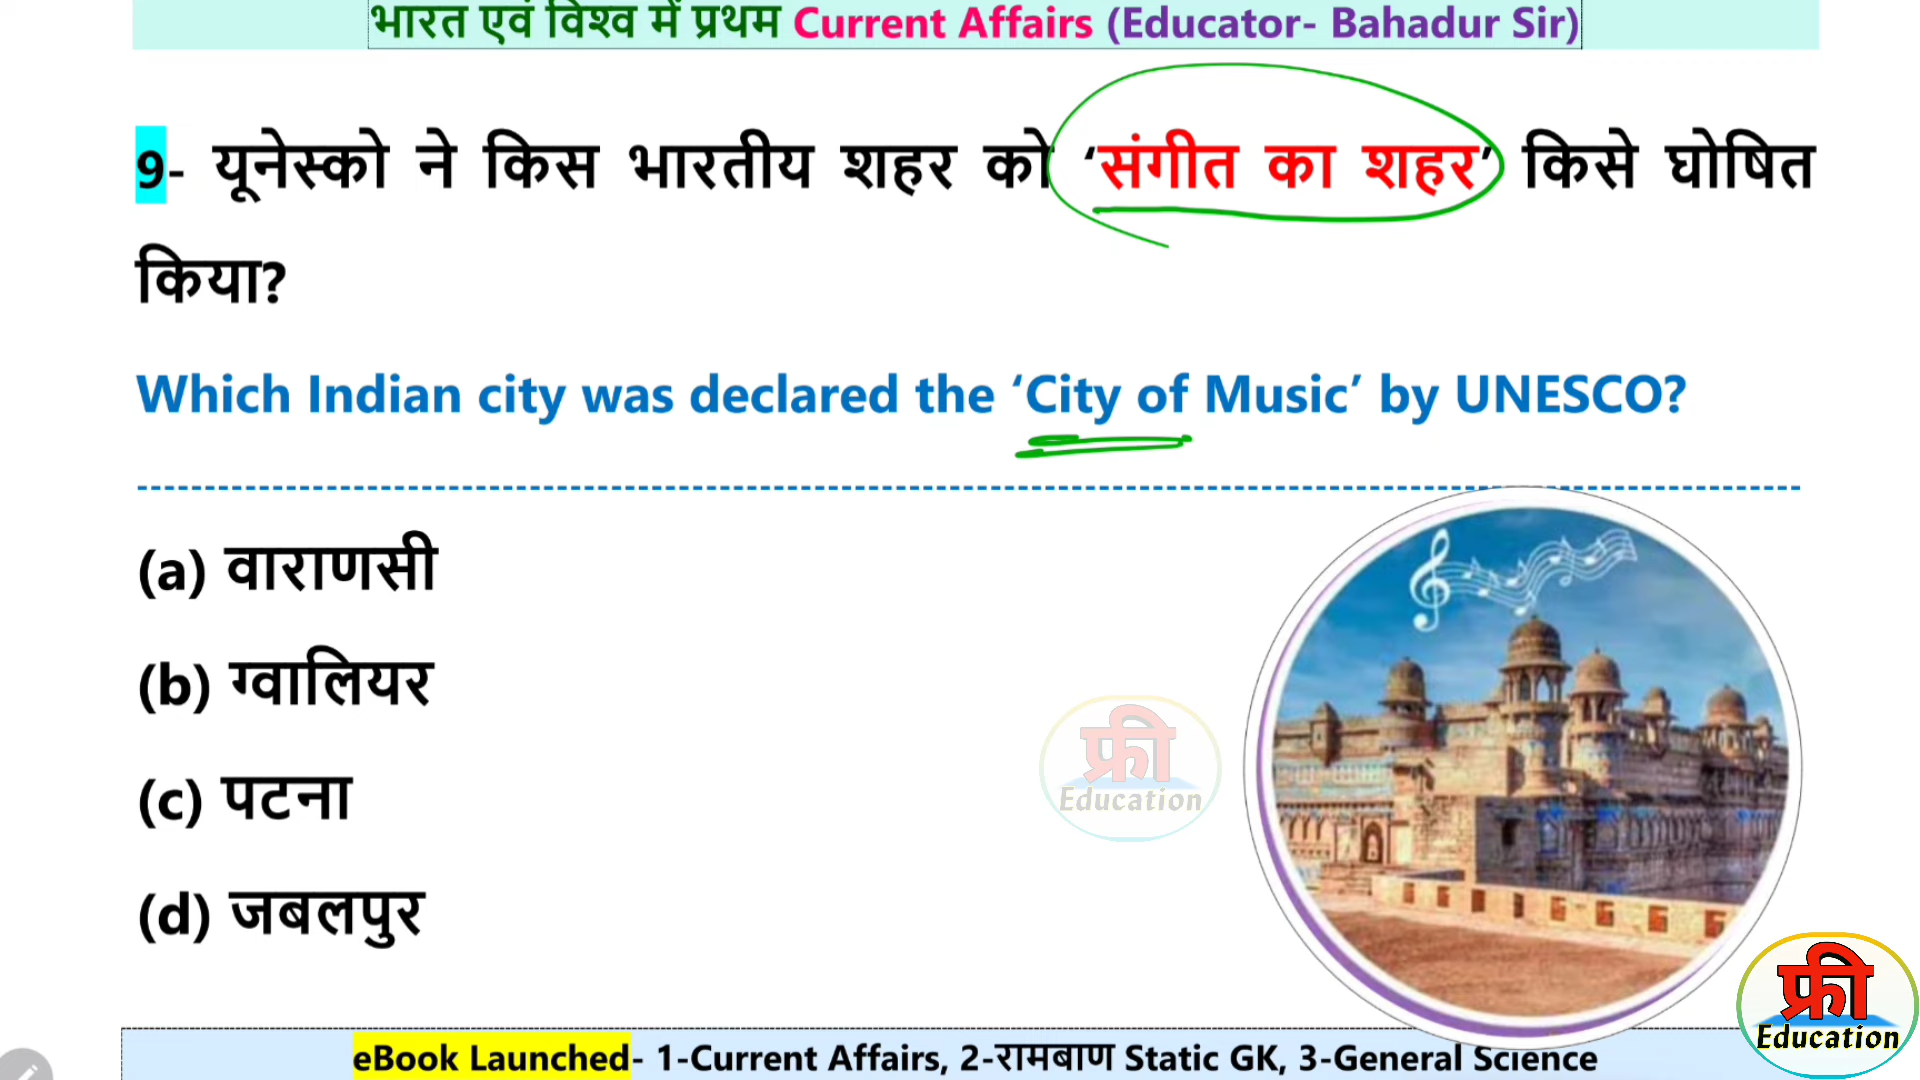 भारत एवं विश्व में प्रथम Current Affairs (Educator- Bahadur Sir)
9- यूनेस्को ने किस भारतीय शहर को ‘संगीत का शहर’ किसे घोषित
किया?
Which Indian city was declared the ‘City of Music’ by UNESCO?
(a) वाराणसी
(b) ग्वालियर
(c) पटना
(d) जबलपुर
फ्री
Education
फ्री
Education
eBook Launched- 1-Current Affairs, 2-रामबाण Static GK, 3-General Science